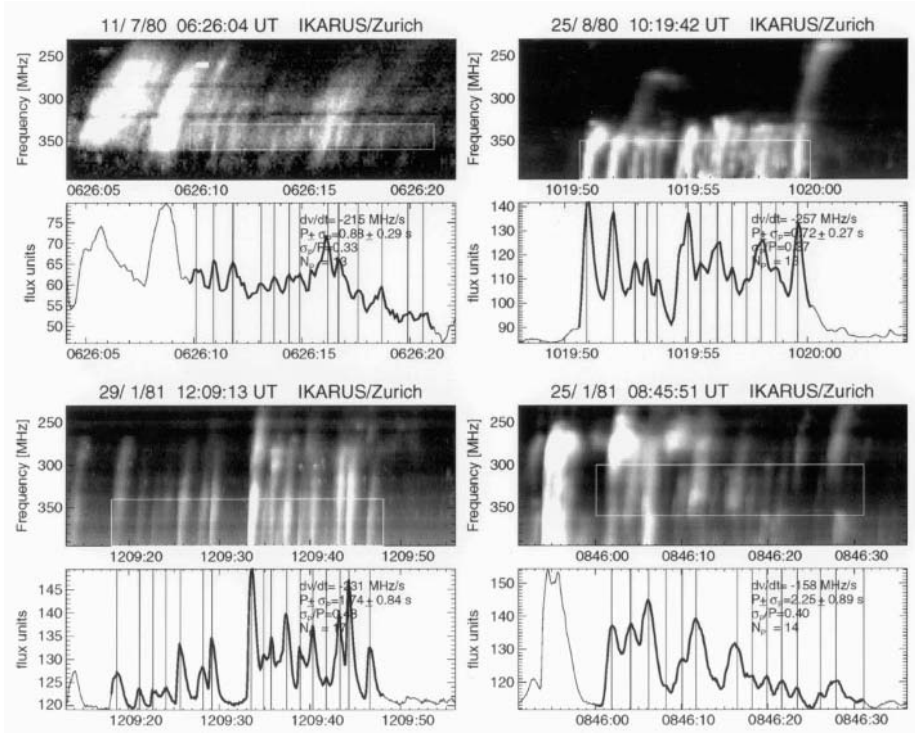 11/ 7/80 06:26:04 UT IKARUS/Zurich
Frequency [MHz]
250
300
350
0626:05 0626:10 0626:15 0626:20
flux units
75
70
65
60
55
50
dv/dt= -215 MHz/s
P± σp=0.88± 0.29 s
σp/P=0.33
0626:05 0626:10 0626:15 0626:20
25/ 8/80 10:19:42 UT IKARUS/Zurich
Frequency [MHz]
250
300
350
1019:50 1019:55 1020:00
flux units
140
130
120
110
100
90
dv/dt= -257 MHz/s
P± σp=0.72± 0.27 s
1019:50 1019:55 1020:00
29/ 1/81 12:09:13 UT IKARUS/Zurich
Frequency [MHz]
250
300
350
1209:20 1209:30 1209:40 1209:50
flux units
145
140
135
130
125
120
MHz/s
0.84 s
1209:20 1209:30 1209:40 1209:50
25/ 1/81 08:45:51 UT IKARUS/Zurich
Frequency [MHz]
250
300
350
0846:00 0846:10 0846:20 0846:30
flux units
150
140
130
120
dv/dt= -158 MHz/s
P± σp=2.25± 0.89 s
σp/P=0.40
Np = 14
0846:00 0846:10 0846:20 0846:30